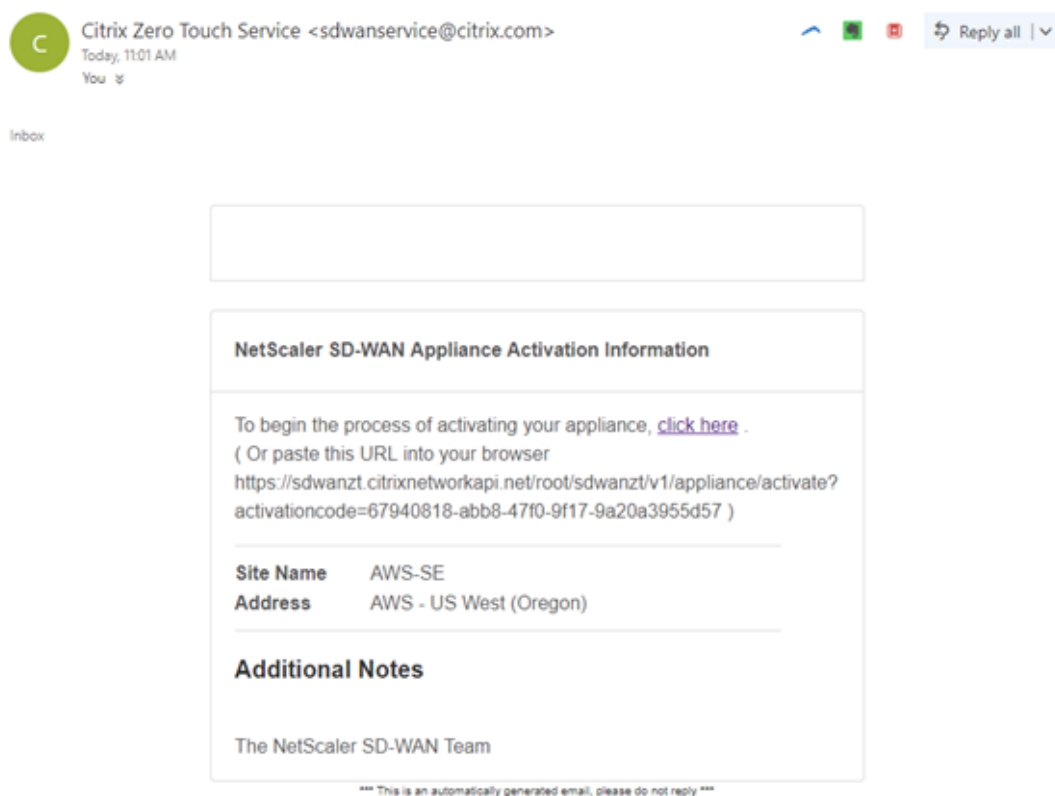 C
Citrix Zero Touch Service <sdwanservice@citrix.com>
Reply all
Today, 11:01 AM
You
Inbox
NetScaler SD-WAN Appliance Activation Information
To begin the process of activating your appliance, click here .
( Or paste this URL into your browser
https://sdwanzt.citrixnetworkapi.net/root/sdwanzt/v1/appliance/activate?
activationcode=67940818-abb8-47f0-9f17-9a20a3955d57 )
Site Name AWS-SE
Address AWS - US West (Oregon)
Additional Notes
The NetScaler SD-WAN Team
*** This is an automatically generated email, please do not reply ***